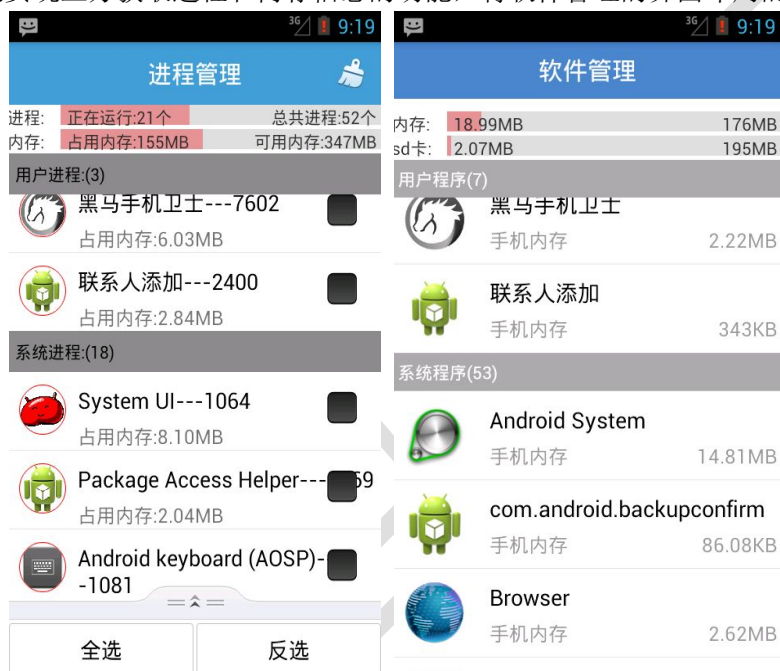 3G 9:19
进程管理
进程: 正在运行:21个 总共进程:52个
内存: 占用内存:155MB 可用内存:347MB
用户进程:(3)
黑马手机卫士---7602
占用内存:6.03MB
联系人添加---2400
占用内存:2.84MB
系统进程:(18)
System UI---1064
占用内存:8.10MB
Package Access Helper---
69
占用内存:2.04MB
Android keyboard (AOSP)-
-1081
全选 反选
3G 9:19
软件管理
内存: 18.99MB 176MB
sd卡: 2.07MB 195MB
用户程序(7)
黑马手机卫士
手机内存 2.22MB
联系人添加
手机内存 343KB
系统程序(53)
Android System
手机内存 14.81MB
com.android.backupconfirm
手机内存 86.08KB
Browser
手机内存 2.62MB